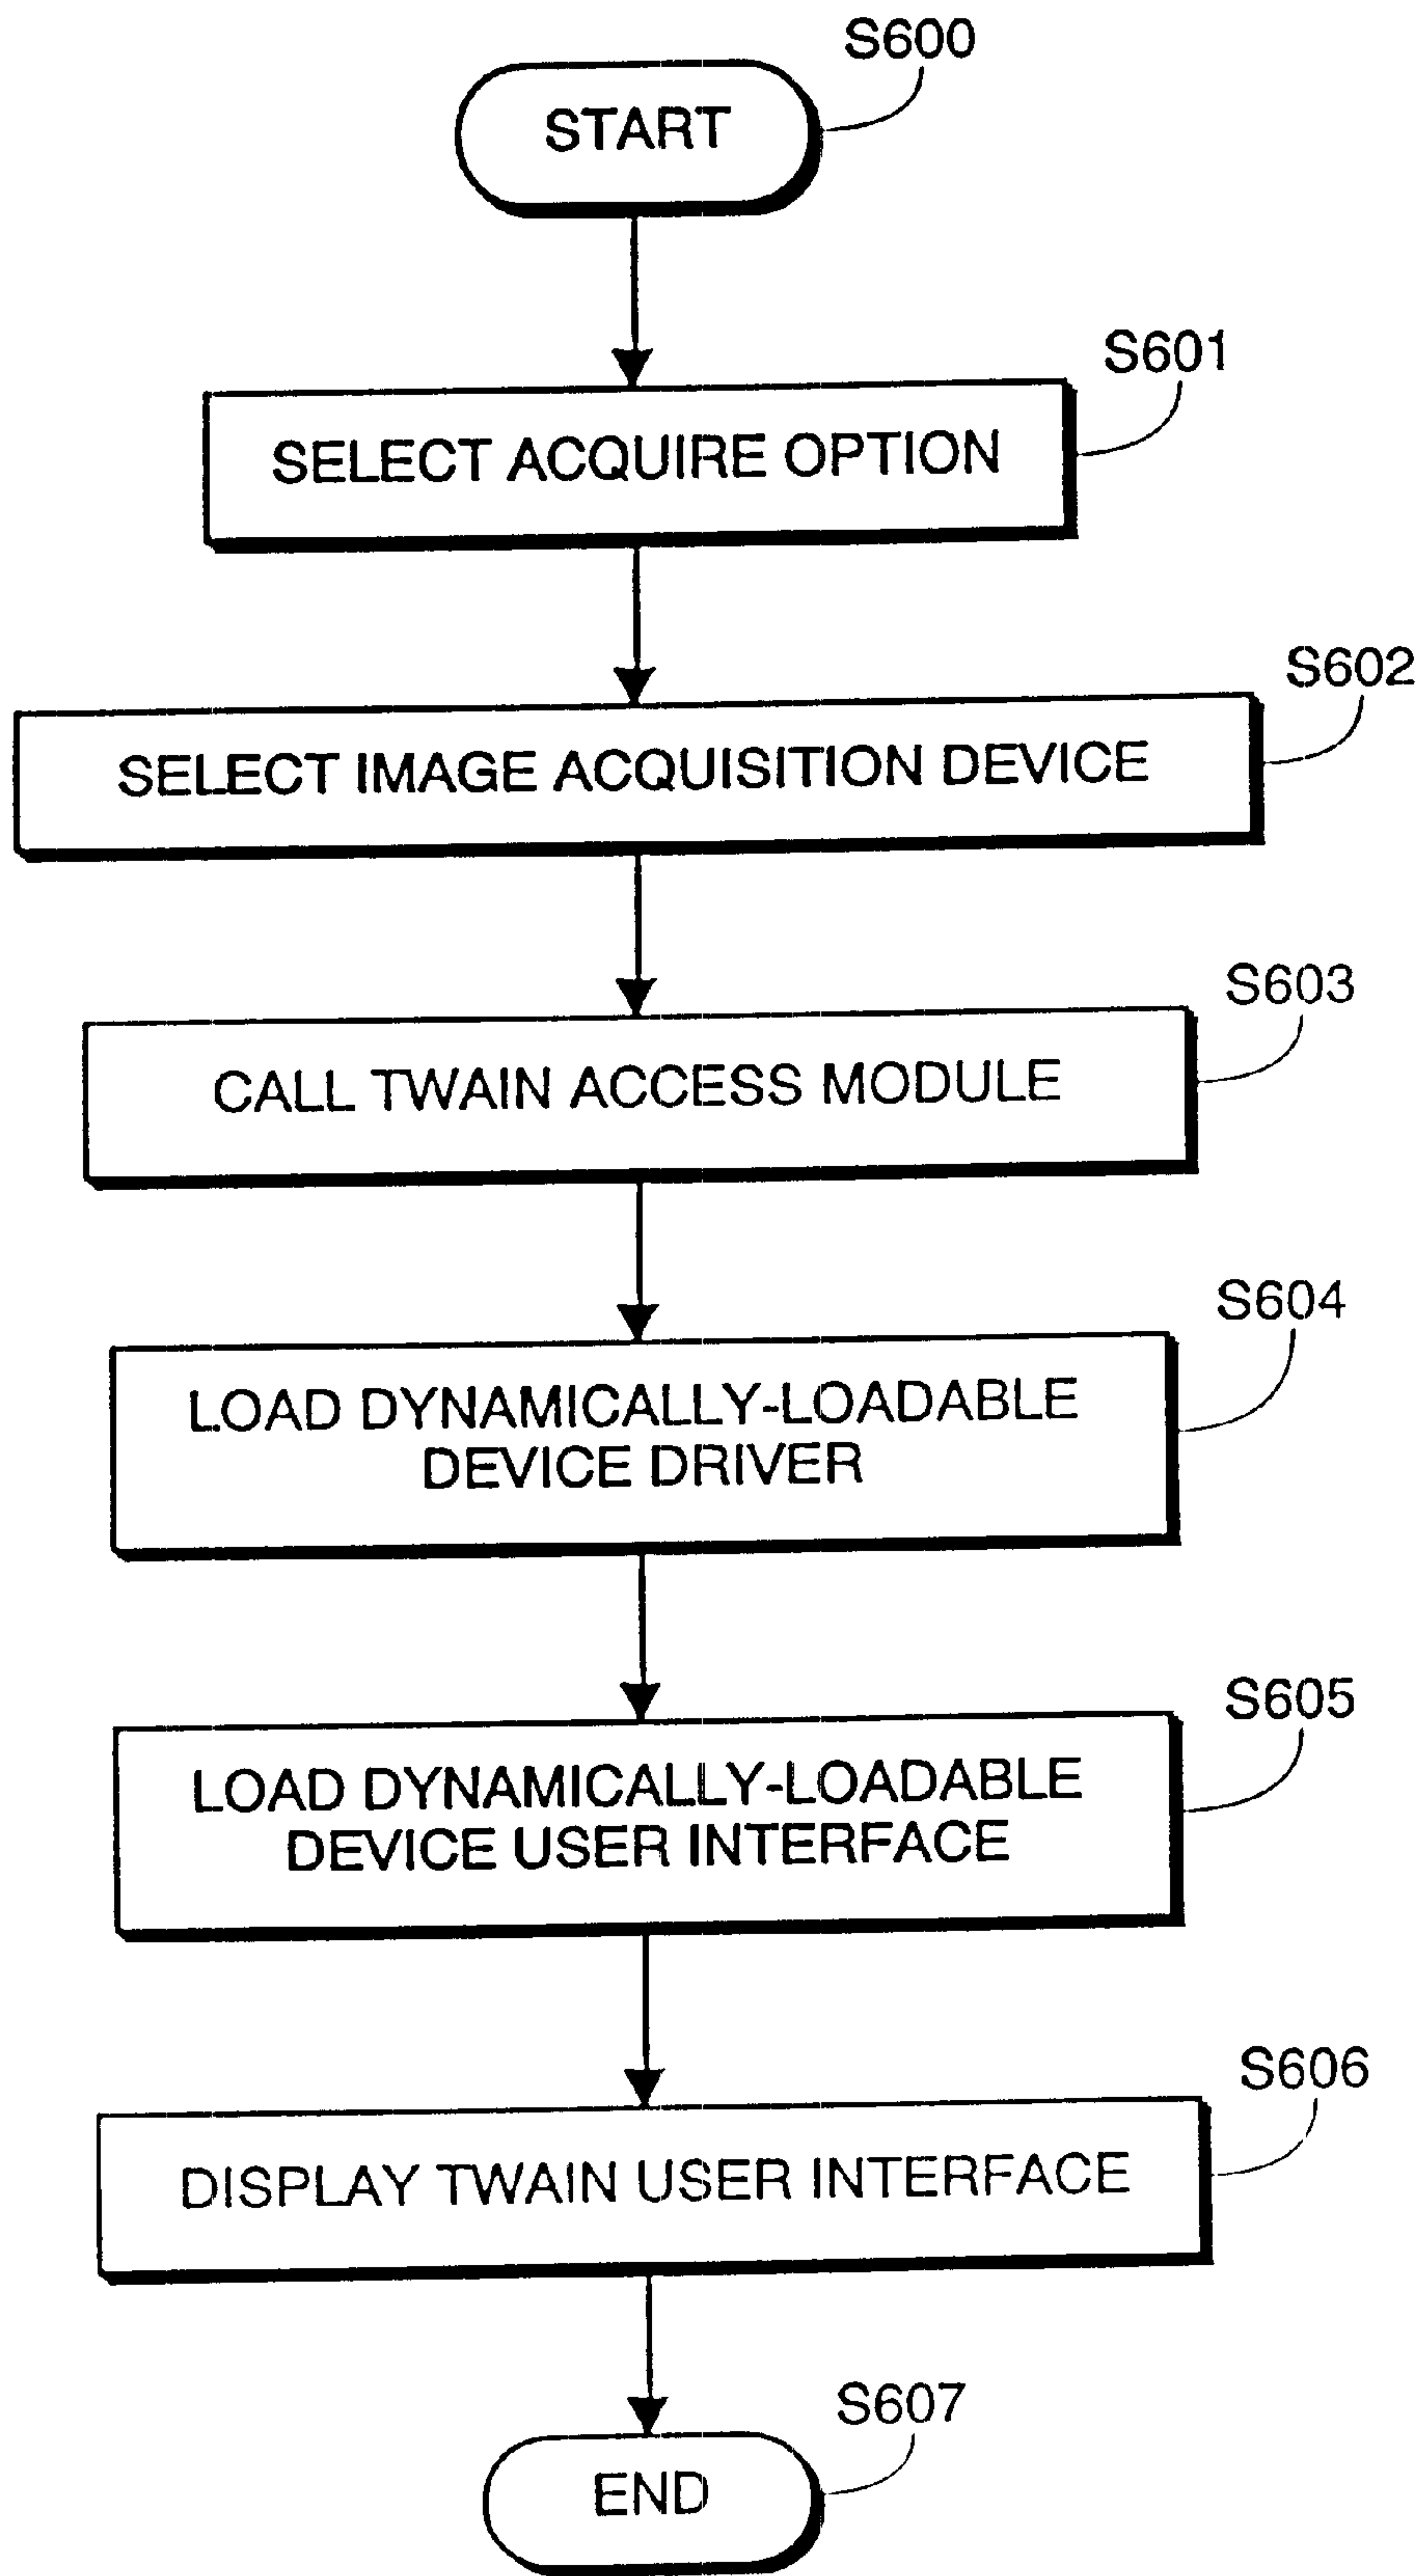 S600
START
S601
SELECT ACQUIRE OPTION
S602
SELECT IMAGE ACQUISITION DEVICE
S603
CALL TWAIN ACCESS MODULE
S604
LOAD DYNAMICALLY-LOADABLE
DEVICE DRIVER
S605
LOAD DYNAMICALLY-LOADABLE
DEVICE USER INTERFACE
S606
DISPLAY TWAIN USER INTERFACE
S607
END